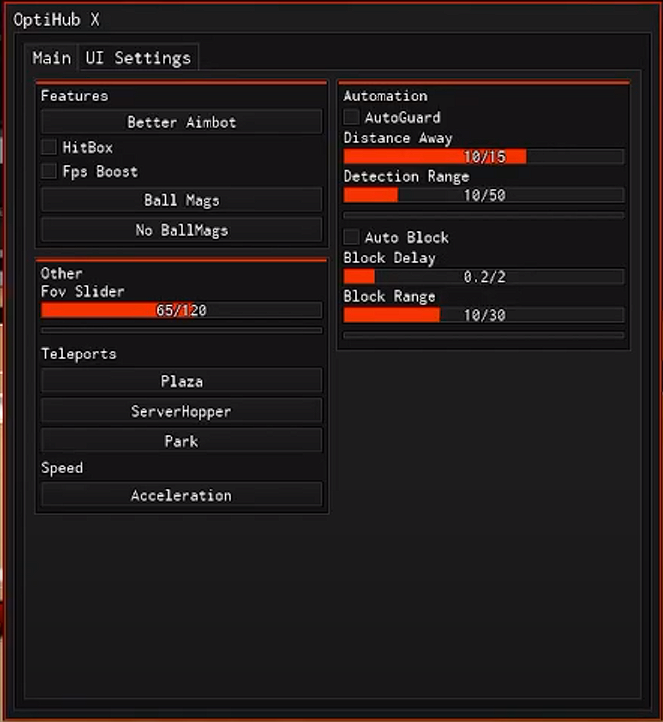 OptiHub X
Main UI Settings
Features
Better Aimbot
HitBox
Fps Boost
Ball Mags
No BallMags
Other
Fov Slider
65/120
Teleports
Plaza
ServerHopper
Park
Speed
Acceleration
Automation
AutoGuard
Distance Away
10/15
Detection Range
10/50
Auto Block
Block Delay
0.2/2
Block Range
10/30